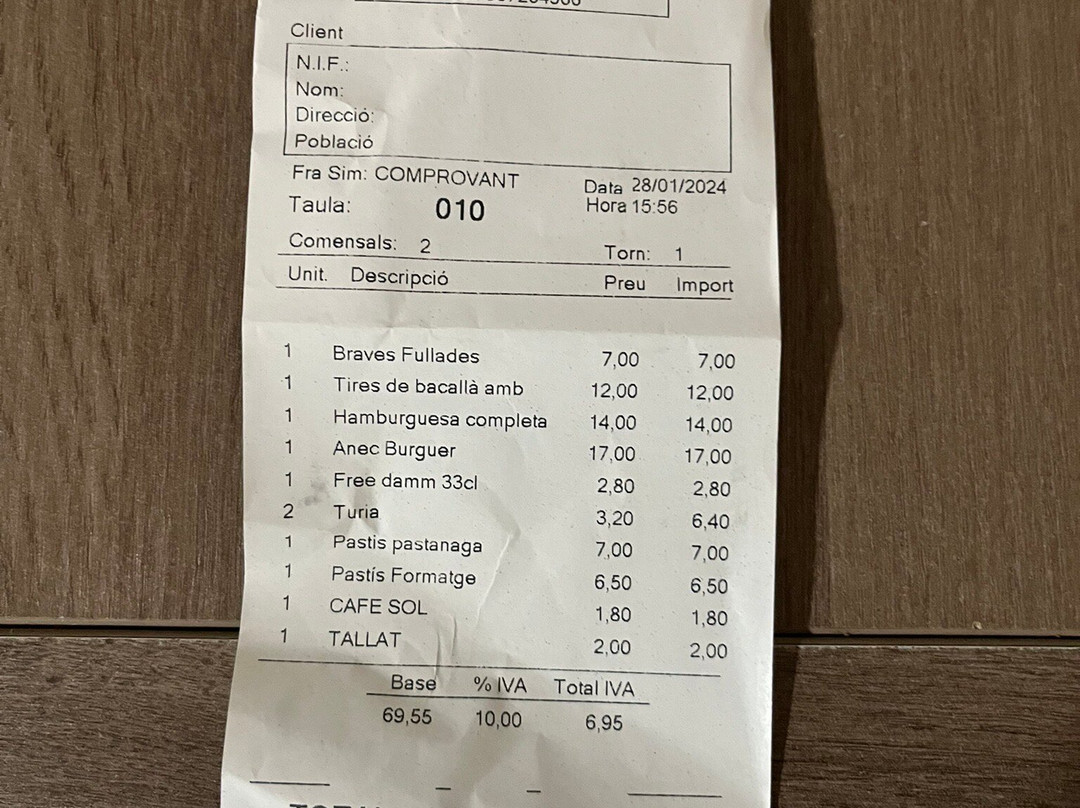 Client
N.I.F.:
Nom:
Direcció:
Població
Fra Sim: COMPROVANT
Data 28/01/2024
Taula: 010
Hora 15:56
Comensals: 2
Torn: 1
Unit. Descripció Preu Import
1 Braves Fullades 7,00 7,00
1 Tires de bacallà amb 12,00 12,00
1 Hamburguesa completa 14,00 14,00
1 Anec Burguer 17,00 17,00
1 Free damm 33cl 2,80 2,80
2 Turia 3,20 6,40
1 Pastis pastanaga 7,00 7,00
1 Pastís Formatge 6,50 6,50
1 CAFE SOL 1,80 1,80
1 TALLAT 2,00 2,00
Base % IVA Total IVA
69,55 10,00 6,95